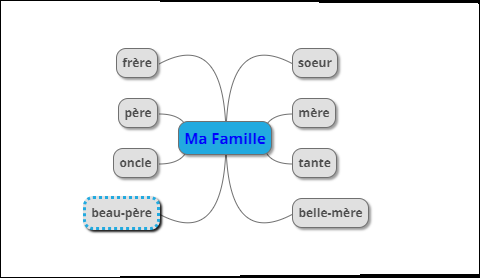 frère
soeur
père
mère
Ma Famille
oncle
tante
beau-père
belle-mère